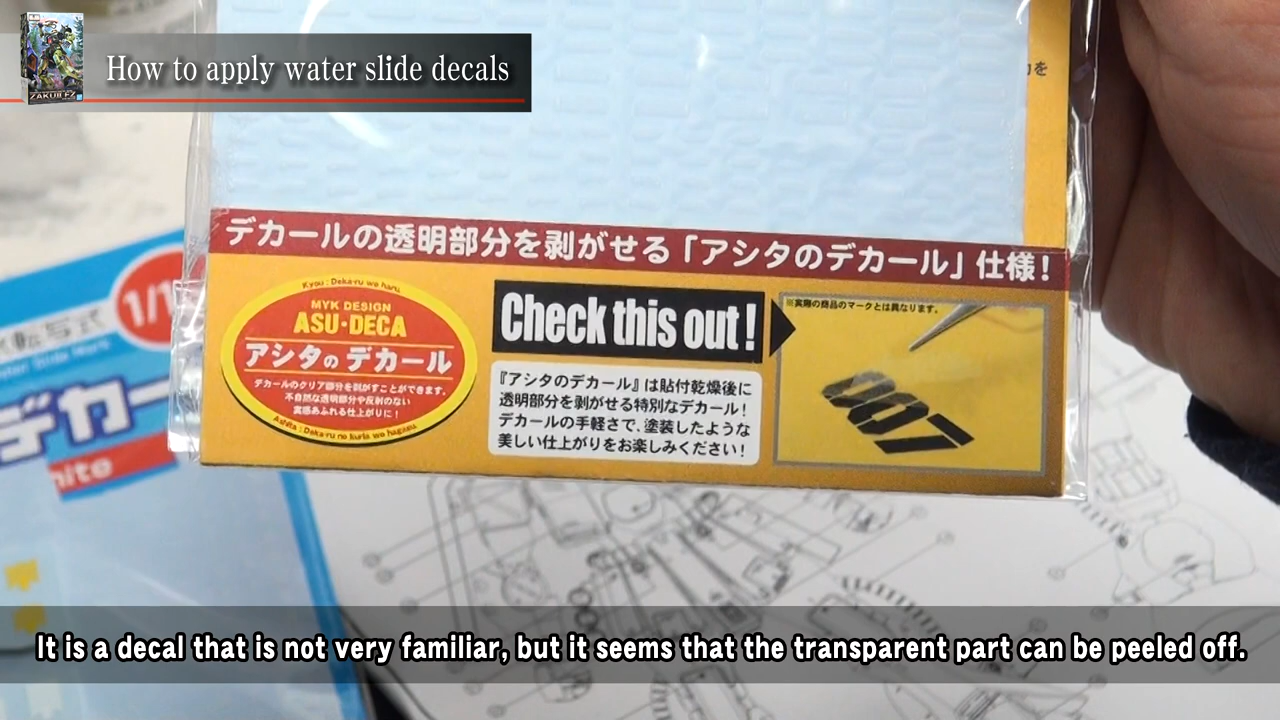 How to apply water slide decals
ZAKUII FZ
を
デカールの透明部分を剥がせる「アシタのデカール」仕様！
Kyou : Deka-ru wo haru.
MYK DESIGN
ASU・DECA
アシタのデカール
デカールのクリア部分を剥がすことができます。
不自然な透明部分や反射のない
実感あふれる仕上がりに！
Ashita : Deka-ru no kuria wo hagasu.
Check this out!
『アシタのデカール』は貼付乾燥後に
透明部分を剥がせる特別なデカール！
デカールの手軽さで、塗装したような
美しい仕上がりをお楽しみください！
※実際の商品のマークとは異なります。
007
1/1
転写式
Slide Mark
デカー
hite
It is a decal that is not very familiar, but it seems that the transparent part can be peeled off.